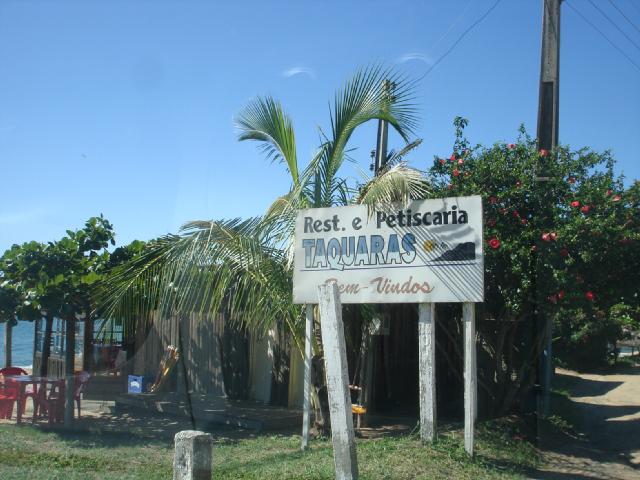 Rest. e Petiscaria
TAQUARAS
Bem-Vindos